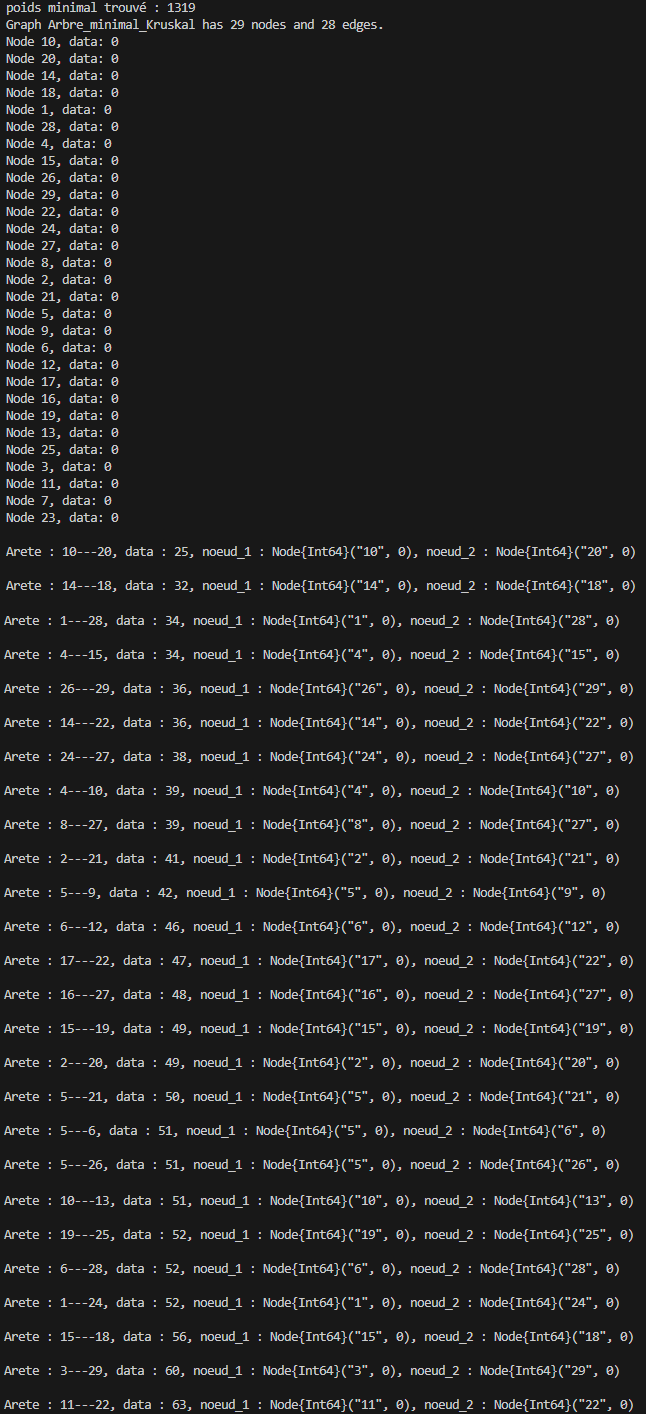 poids minimal trouvé : 1319
Graph Arbre_minimal_Kruskal has 29 nodes and 28 edges.
Node 10, data: 0
Node 20, data: 0
Node 14, data: 0
Node 18, data: 0
Node 1, data: 0
Node 28, data: 0
Node 4, data: 0
Node 15, data: 0
Node 26, data: 0
Node 29, data: 0
Node 22, data: 0
Node 24, data: 0
Node 27, data: 0
Node 8, data: 0
Node 2, data: 0
Node 21, data: 0
Node 5, data: 0
Node 9, data: 0
Node 6, data: 0
Node 12, data: 0
Node 17, data: 0
Node 16, data: 0
Node 19, data: 0
Node 13, data: 0
Node 25, data: 0
Node 3, data: 0
Node 11, data: 0
Node 7, data: 0
Node 23, data: 0
Arete : 10---20, data : 25, noeud_1 : Node{Int64}("10", 0), noeud_2 : Node{Int64}("20", 0)
Arete : 14---18, data : 32, noeud_1 : Node{Int64}("14", 0), noeud_2 : Node{Int64}("18", 0)
Arete : 1---28, data : 34, noeud_1 : Node{Int64}("1", 0), noeud_2 : Node{Int64}("28", 0)
Arete : 4---15, data : 34, noeud_1 : Node{Int64}("4", 0), noeud_2 : Node{Int64}("15", 0)
Arete : 26---29, data : 36, noeud_1 : Node{Int64}("26", 0), noeud_2 : Node{Int64}("29", 0)
Arete : 14---22, data : 36, noeud_1 : Node{Int64}("14", 0), noeud_2 : Node{Int64}("22", 0)
Arete : 24---27, data : 38, noeud_1 : Node{Int64}("24", 0), noeud_2 : Node{Int64}("27", 0)
Arete : 4---10, data : 39, noeud_1 : Node{Int64}("4", 0), noeud_2 : Node{Int64}("10", 0)
Arete : 8---27, data : 39, noeud_1 : Node{Int64}("8", 0), noeud_2 : Node{Int64}("27", 0)
Arete : 2---21, data : 41, noeud_1 : Node{Int64}("2", 0), noeud_2 : Node{Int64}("21", 0)
Arete : 5---9, data : 42, noeud_1 : Node{Int64}("5", 0), noeud_2 : Node{Int64}("9", 0)
Arete : 6---12, data : 46, noeud_1 : Node{Int64}("6", 0), noeud_2 : Node{Int64}("12", 0)
Arete : 17---22, data : 47, noeud_1 : Node{Int64}("17", 0), noeud_2 : Node{Int64}("22", 0)
Arete : 16---27, data : 48, noeud_1 : Node{Int64}("16", 0), noeud_2 : Node{Int64}("27", 0)
Arete : 15---19, data : 49, noeud_1 : Node{Int64}("15", 0), noeud_2 : Node{Int64}("19", 0)
Arete : 2---20, data : 49, noeud_1 : Node{Int64}("2", 0), noeud_2 : Node{Int64}("20", 0)
Arete : 5---21, data : 50, noeud_1 : Node{Int64}("5", 0), noeud_2 : Node{Int64}("21", 0)
Arete : 5---6, data : 51, noeud_1 : Node{Int64}("5", 0), noeud_2 : Node{Int64}("6", 0)
Arete : 5---26, data : 51, noeud_1 : Node{Int64}("5", 0), noeud_2 : Node{Int64}("26", 0)
Arete : 10---13, data : 51, noeud_1 : Node{Int64}("10", 0), noeud_2 : Node{Int64}("13", 0)
Arete : 19---25, data : 52, noeud_1 : Node{Int64}("19", 0), noeud_2 : Node{Int64}("25", 0)
Arete : 6---28, data : 52, noeud_1 : Node{Int64}("6", 0), noeud_2 : Node{Int64}("28", 0)
Arete : 1---24, data : 52, noeud_1 : Node{Int64}("1", 0), noeud_2 : Node{Int64}("24", 0)
Arete : 15---18, data : 56, noeud_1 : Node{Int64}("15", 0), noeud_2 : Node{Int64}("18", 0)
Arete : 3---29, data : 60, noeud_1 : Node{Int64}("3", 0), noeud_2 : Node{Int64}("29", 0)
Arete : 11---22, data : 63, noeud_1 : Node{Int64}("11", 0), noeud_2 : Node{Int64}("22", 0)